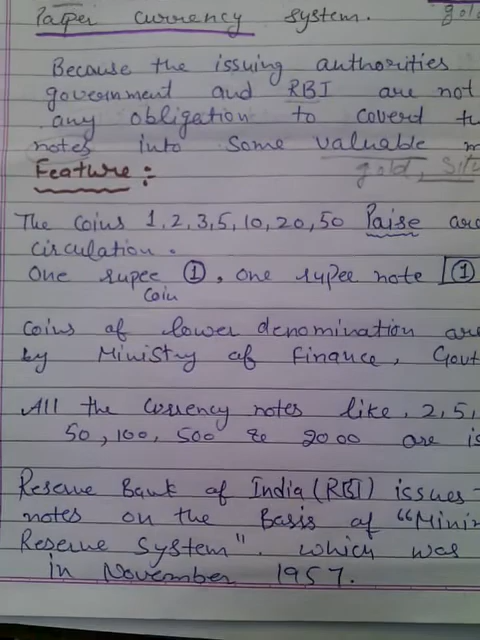 Paper currency system. gol
Because the issuing authorities
government and RBI are not
any obligation to coverd
notes into some valuable m
gold, Silv
Feature :
The Coins 1, 2, 3, 5, 10, 20, 50 Paise are
circulation.
One rupee ①, one rupee note 1
Coin
Coins of lower denomination are
by Ministry of Finance, Govt
All the currency notes like, 2, 5,
50, 100, 500 & 2000 are is
Reserve Bank of India (RBI) issues
notes on the Basis of "Mini
Reserve System". which was
in November 1957.